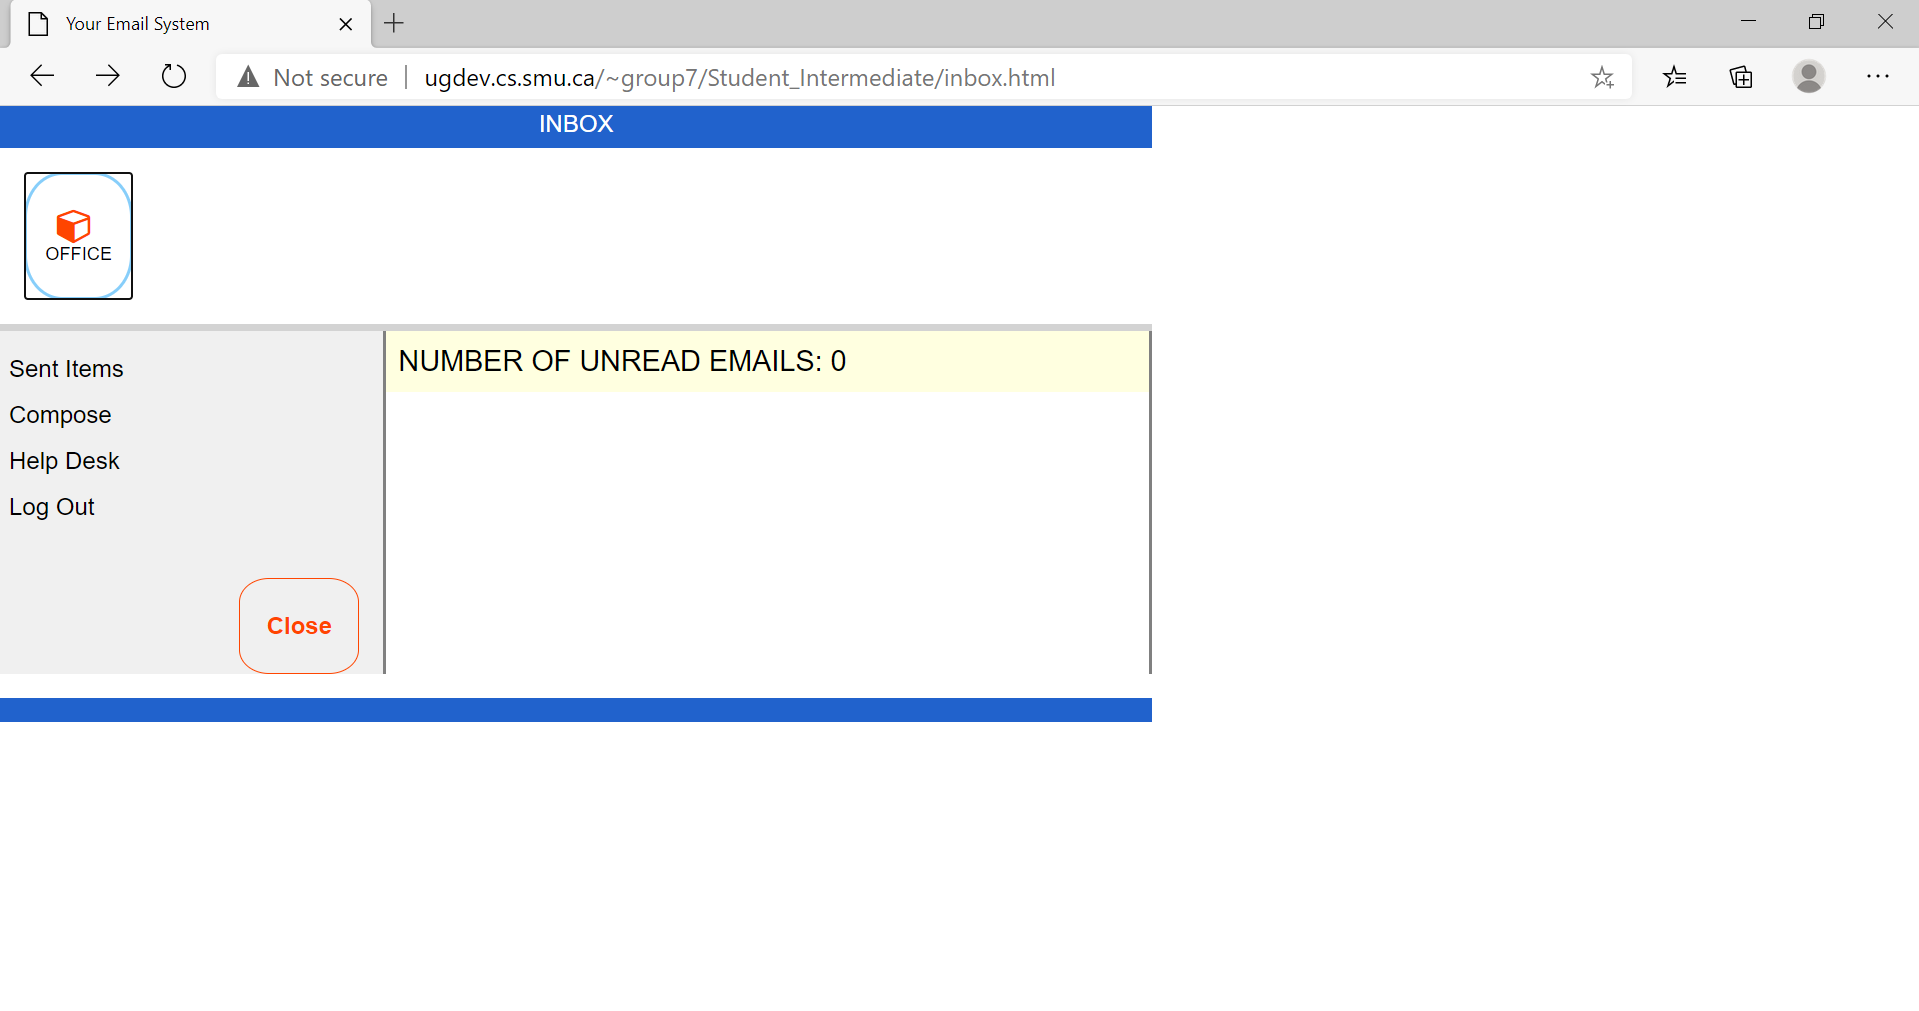 Your Email System
Not secure
ugdev.cs.smu.ca/~group7/Student_Intermediate/inbox.html
INBOX
OFFICE
Sent Items
Compose
Help Desk
Log Out
Close
NUMBER OF UNREAD EMAILS: 0